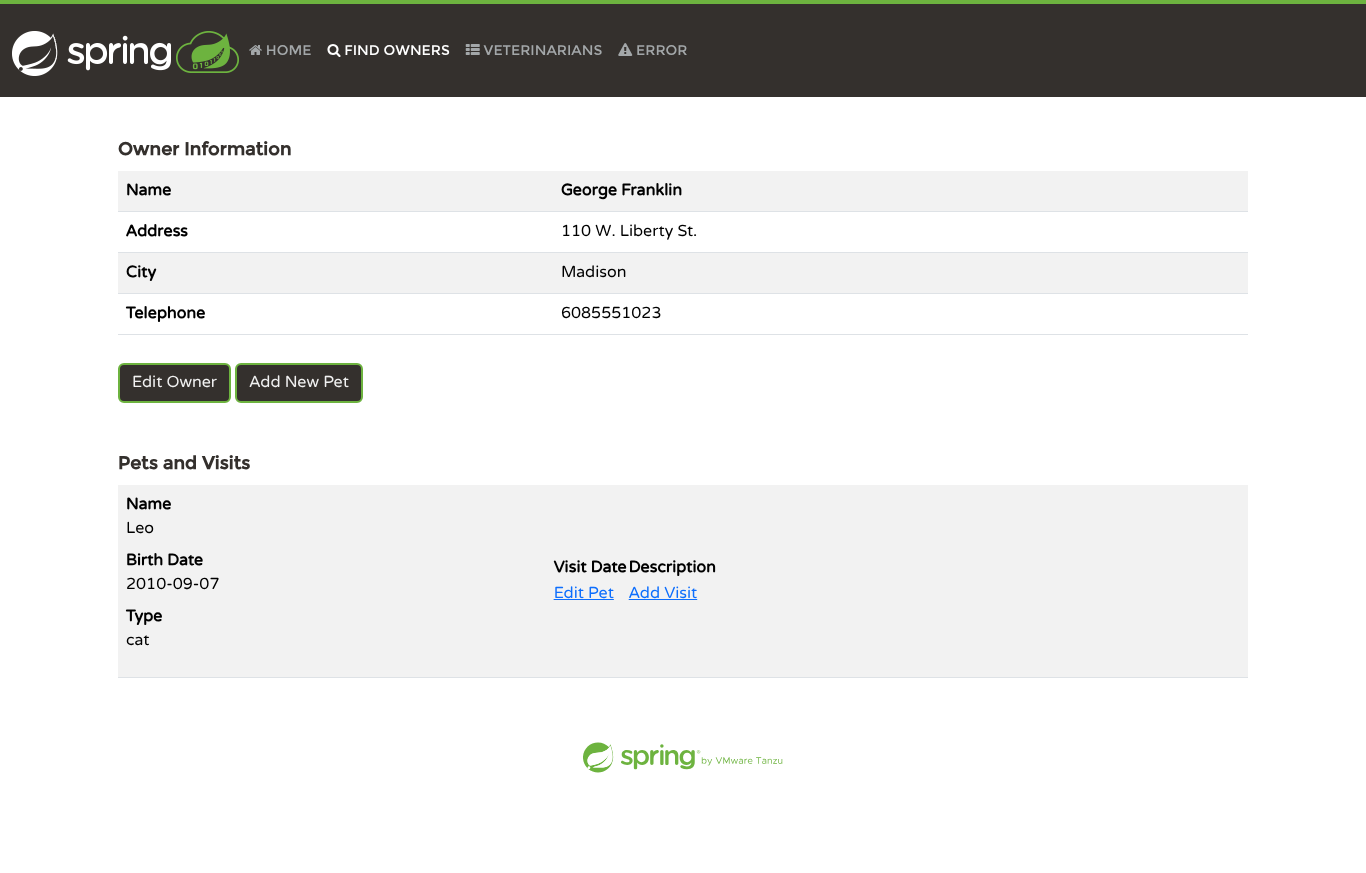 spring HOME FIND OWNERS VETERINARIANS ERROR
Owner Information
Name George Franklin
Address 110 W. Liberty St.
City Madison
Telephone 6085551023
Edit Owner Add New Pet
Pets and Visits
Name
Leo
Birth Date
2010-09-07
Type
cat
Visit Date Description
Edit Pet Add Visit
spring by VMware Tanzu